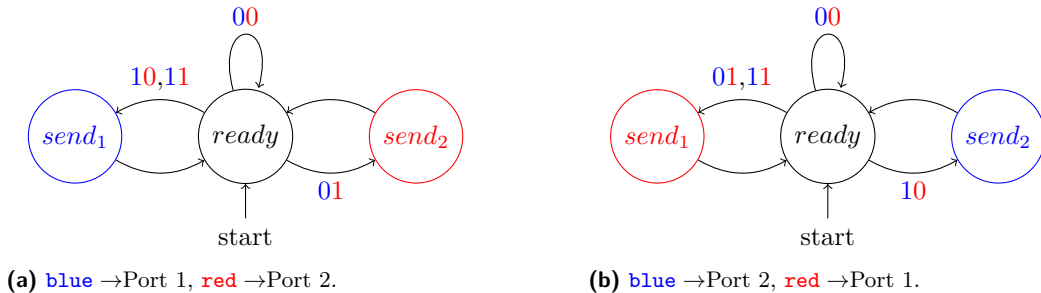 00
10,11
send1
ready
send2
01
start
(a) blue →Port 1, red →Port 2.
00
01,11
send1
ready
send2
10
start
(b) blue →Port 2, red →Port 1.